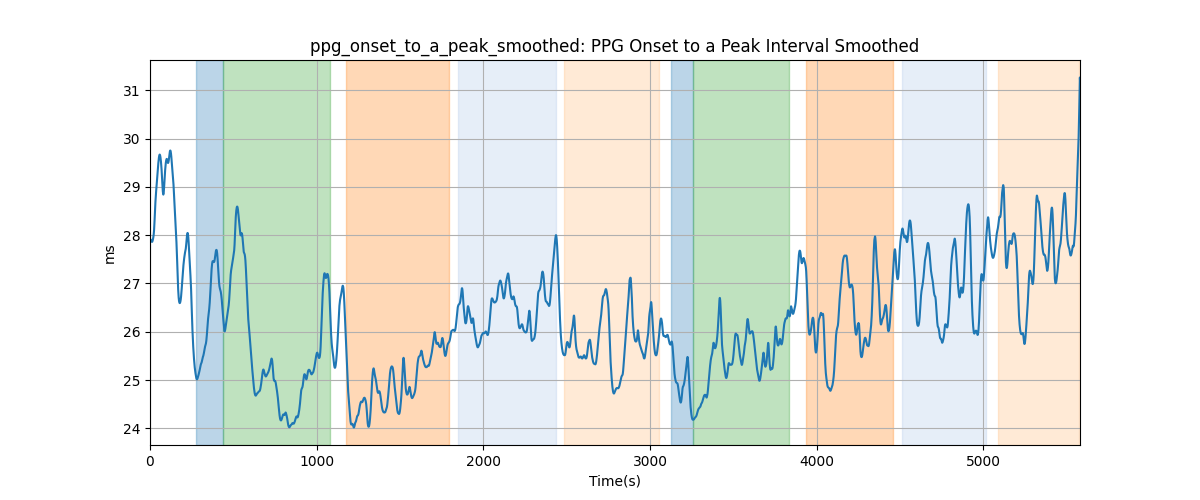 ppg_onset_to_a_peak_smoothed: PPG Onset to a Peak Interval Smoothed
31
30
29
28
27
26
25
24
ms
0 1000 2000 3000 4000 5000
Time(s)